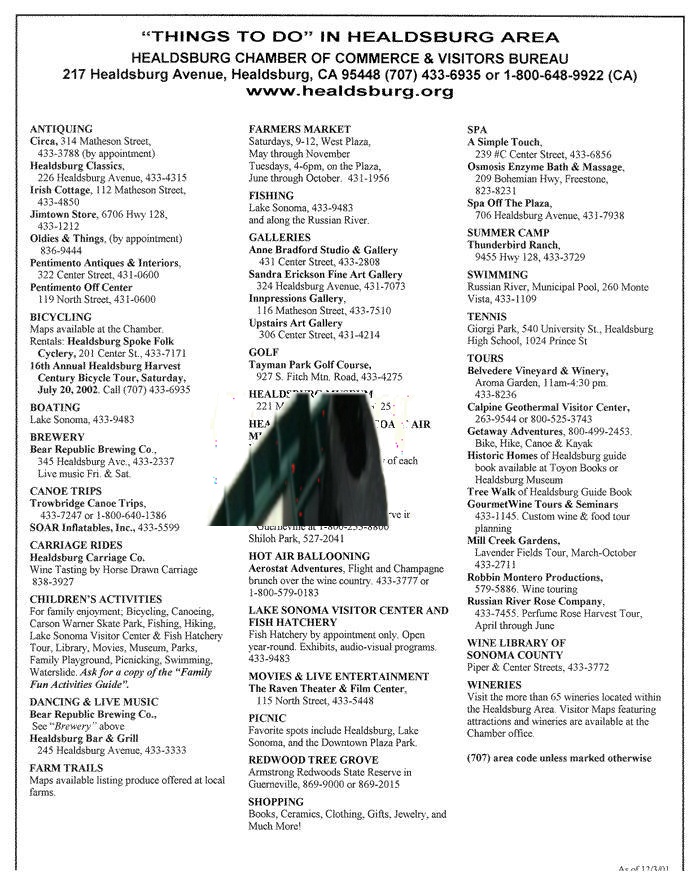 “THINGS TO DO” IN HEALDSBURG AREA
HEALDSBURG CHAMBER OF COMMERCE & VISITORS BUREAU
217 Healdsburg Avenue, Healdsburg, CA 95448 (707) 433-6935 or 1-800-648-9922 (CA)
www.healdsburg.org
ANTIQUING
Circa, 314 Matheson Street,
433-3788 (by appointment)
Healdsburg Classics,
226 Healdsburg Avenue, 433-4315
Irish Cottage, 112 Matheson Street,
433-4850
Jimtown Store, 6706 Hwy 128,
433-1212
Oldies & Things, (by appointment)
836-9444
Pentimento Antiques & Interiors,
322 Center Street, 431-0600
Pentimento Off Center
119 North Street, 431-0600
BICYCLING
Maps available at the Chamber.
Rentals: Healdsburg Spoke Folk
Cyclery, 201 Center St., 433-7171
16th Annual Healdsburg Harvest
Century Bicycle Tour, Saturday,
July 20, 2002. Call (707) 433-6935
BOATING
Lake Sonoma, 433-9483
BREWERY
Bear Republic Brewing Co.,
345 Healdsburg Ave., 433-2337
Live music Fri. & Sat.
CANOE TRIPS
Trowbridge Canoe Trips,
433-7247 or 1-800-640-1386
SOAR Inflatables, Inc., 433-5599
CARRIAGE RIDES
Healdsburg Carriage Co.
Wine Tasting by Horse Drawn Carriage
838-3927
CHILDREN'S ACTIVITIES
For family enjoyment; Bicycling, Canoeing,
Carson Warner Skate Park, Fishing, Hiking,
Lake Sonoma Visitor Center & Fish Hatchery
Tour, Library, Movies, Museum, Parks,
Family Playground, Picnicking, Swimming,
Waterslide. Ask for a copy of the “Family
Fun Activities Guide”.
DANCING & LIVE MUSIC
Bear Republic Brewing Co.,
See “Brewery” above
Healdsburg Bar & Grill
245 Healdsburg Avenue, 433-3333
FARM TRAILS
Maps available listing produce offered at local
farms.
FARMERS MARKET
Saturdays, 9-12, West Plaza,
May through November
Tuesdays, 4-6pm, on the Plaza,
June through October. 431-1956
FISHING
Lake Sonoma, 433-9483
and along the Russian River.
GALLERIES
Anne Bradford Studio & Gallery
431 Center Street, 433-2808
Sandra Erickson Fine Art Gallery
324 Healdsburg Avenue, 431-7073
Innpressions Gallery,
116 Matheson Street, 433-7510
Upstairs Art Gallery
306 Center Street, 431-4214
GOLF
Tayman Park Golf Course,
927 S. Fitch Mtn. Road, 433-4275
221
AIR
of each
Guerneville at
Shiloh Park, 527-2041
HOT AIR BALLOONING
Aerostat Adventures, Flight and Champagne
brunch over the wine country. 433-3777 or
1-800-579-0183
LAKE SONOMA VISITOR CENTER AND
FISH HATCHERY
Fish Hatchery by appointment only. Open
year-round. Exhibits, audio-visual programs.
433-9483
MOVIES & LIVE ENTERTAINMENT
The Raven Theater & Film Center,
115 North Street, 433-5448
PICNIC
Favorite spots include Healdsburg, Lake
Sonoma, and the Downtown Plaza Park.
REDWOOD TREE GROVE
Armstrong Redwoods State Reserve in
Guerneville, 869-9000 or 869-2015
SHOPPING
Books, Ceramics, Clothing, Gifts, Jewelry, and
Much More!
SPA
A Simple Touch,
239 #C Center Street, 433-6856
Osmosis Enzyme Bath & Massage,
209 Bohemian Hwy, Freestone,
823-8231
Spa Off The Plaza,
706 Healdsburg Avenue, 431-7938
SUMMER CAMP
Thunderbird Ranch,
9455 Hwy 128, 433-3729
SWIMMING
Russian River, Municipal Pool, 260 Monte
Vista, 433-1109
TENNIS
Giorgi Park, 540 University St., Healdsburg
High School, 1024 Prince St
TOURS
Belvedere Vineyard & Winery,
Aroma Garden, 11am-4:30 pm.
433-8236
Calpine Geothermal Visitor Center,
263-9544 or 800-525-3743
Getaway Adventures, 800-499-2453.
Bike, Hike, Canoe & Kayak
Historic Homes of Healdsburg guide
book available at Toyon Books or
Healdsburg Museum
Tree Walk of Healdsburg Guide Book
GourmetWine Tours & Seminars
433-1145. Custom wine & food tour
planning
Mill Creek Gardens,
Lavender Fields Tour, March-October
433-2711
Robbin Montero Productions,
579-5886. Wine touring
Russian River Rose Company,
433-7455. Perfume Rose Harvest Tour,
April through June
WINE LIBRARY OF
SONOMA COUNTY
Piper & Center Streets, 433-3772
WINERIES
Visit the more than 65 wineries located within
the Healdsburg Area. Visitor Maps featuring
attractions and wineries are available at the
Chamber office.
(707) area code unless marked otherwise
As of 12/3/01